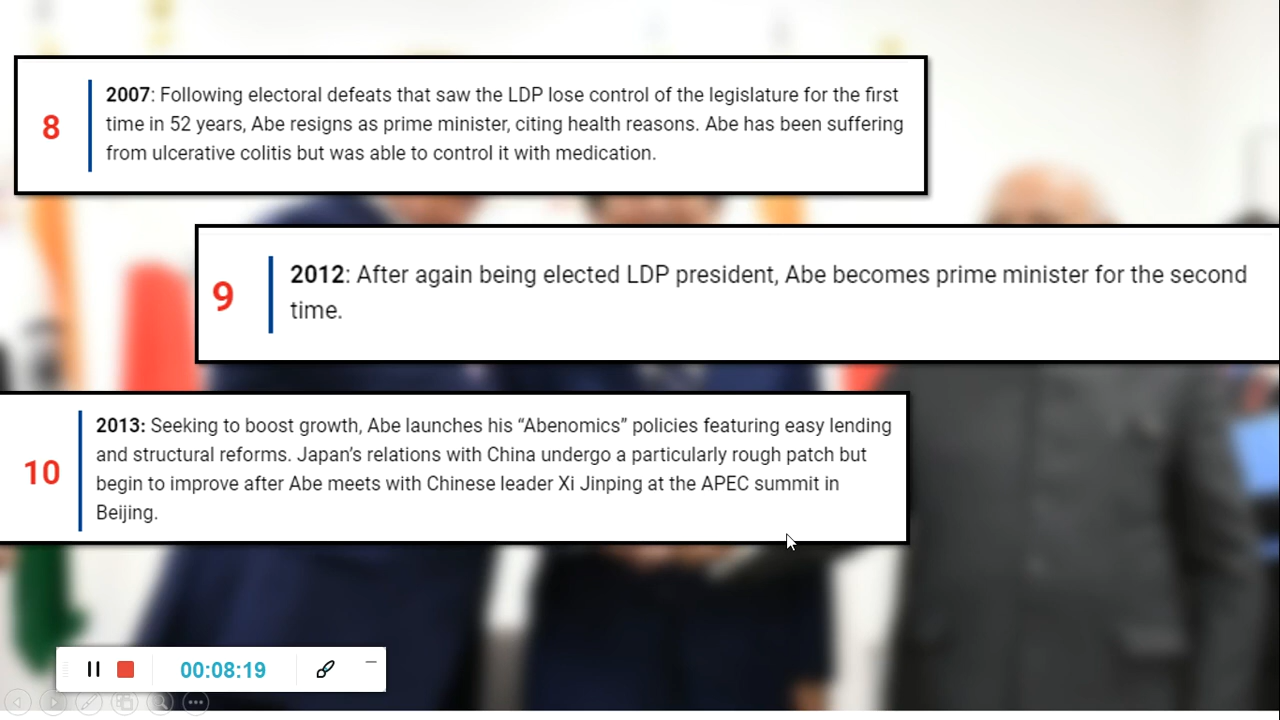 8
2007: Following electoral defeats that saw the LDP lose control of the legislature for the first
time in 52 years, Abe resigns as prime minister, citing health reasons. Abe has been suffering
from ulcerative colitis but was able to control it with medication.
9
2012: After again being elected LDP president, Abe becomes prime minister for the second
time.
10
2013: Seeking to boost growth, Abe launches his “Abenomics” policies featuring easy lending
and structural reforms. Japan’s relations with China undergo a particularly rough patch but
begin to improve after Abe meets with Chinese leader Xi Jinping at the APEC summit in
Beijing.
00:08:19